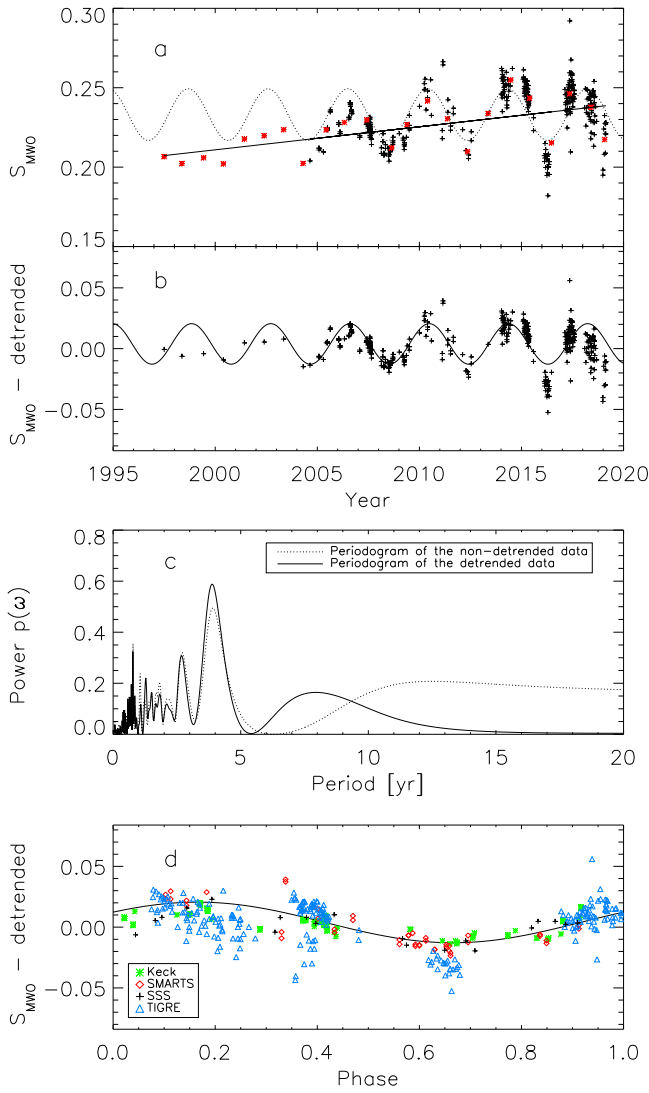 a
0.30
0.25
0.20
0.15
S_MWO
b
0.05
0.00
−0.05
S_MWO − detrended
1995 2000 2005 2010 2015 2020
Year
c
Periodogram of the non−detrended data
Periodogram of the detrended data
0.8
0.6
0.4
0.2
0.0
Power p(ω)
0 5 10 15 20
Period [yr]
d
0.05
0.00
−0.05
S_MWO − detrended
Keck
SMARTS
SSS
TIGRE
0.0 0.2 0.4 0.6 0.8 1.0
Phase